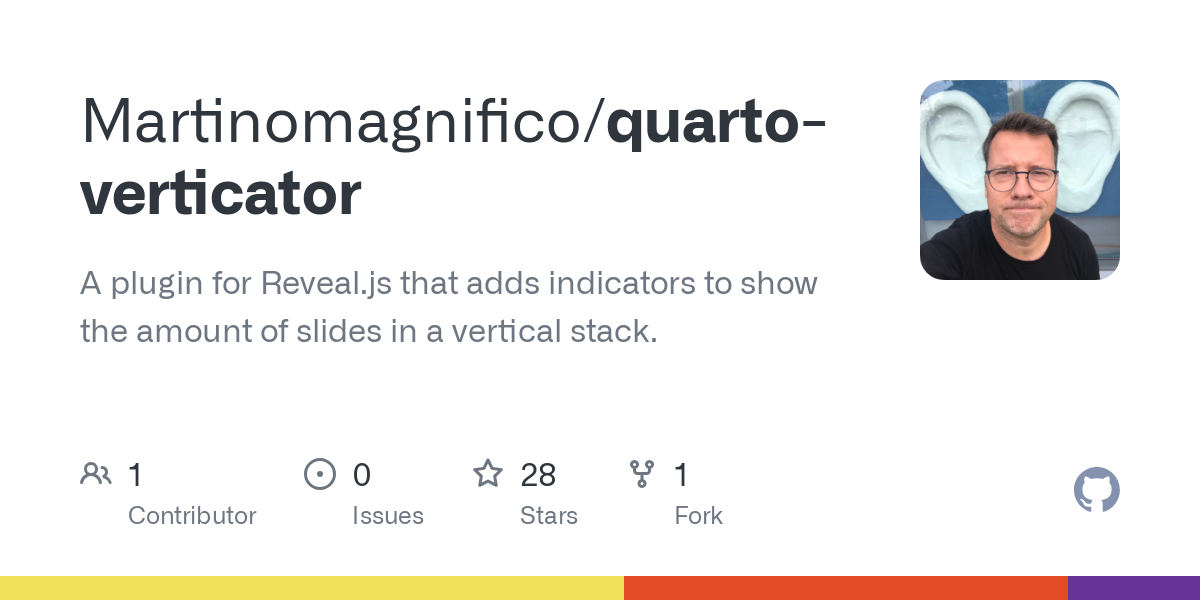 Martinomagnifico/quarto-
verticator
A plugin for Reveal.js that adds indicators to show
the amount of slides in a vertical stack.
1 0 28 1
Contributor Issues Stars Fork